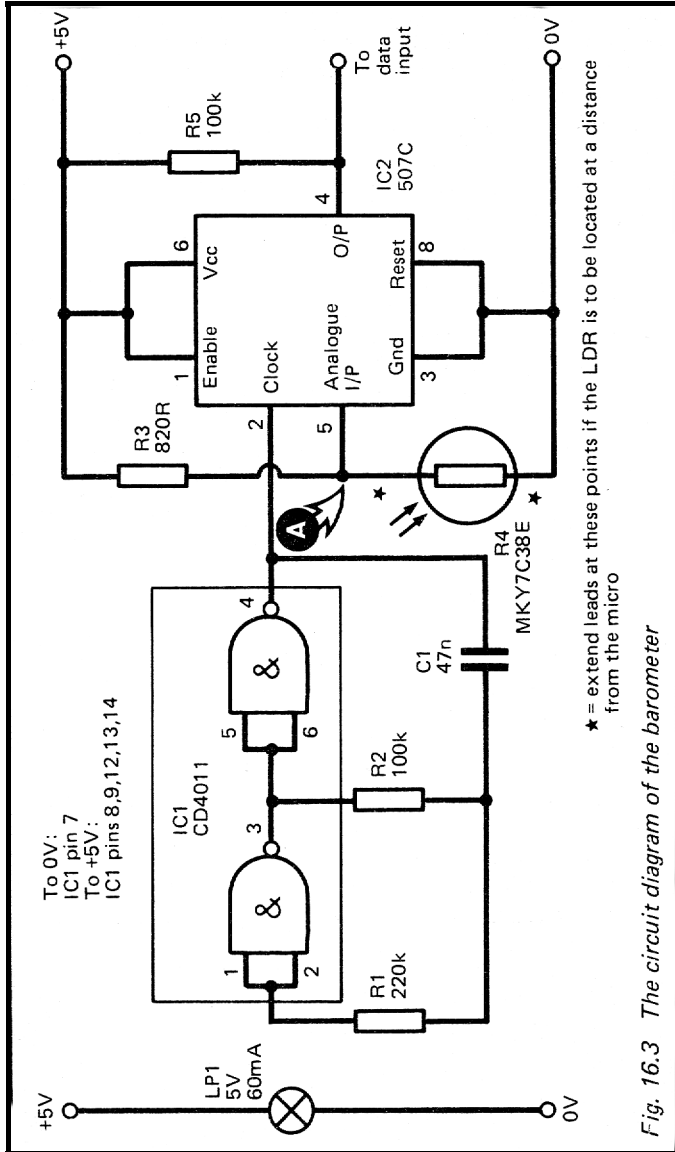 +5V
LP1
5V
60mA
0V
To 0V:
IC1 pin 7
To +5V:
IC1 pins 8,9,12,13,14
IC1
CD4011
1
2
&
3
5
6
&
4
R1
220k
R2
100k
C1
47n
A
R3
820R
2
5
★
★
R4
MKY7C38E
1
Enable
6
Vcc
Clock
Analogue
I/P
O/P
4
Gnd
3
Reset
8
IC2
507C
R5
100k
+5V
To
data
input
0V
★ = extend leads at these points if the LDR is to be located at a distance
from the micro
Fig. 16.3 The circuit diagram of the barometer